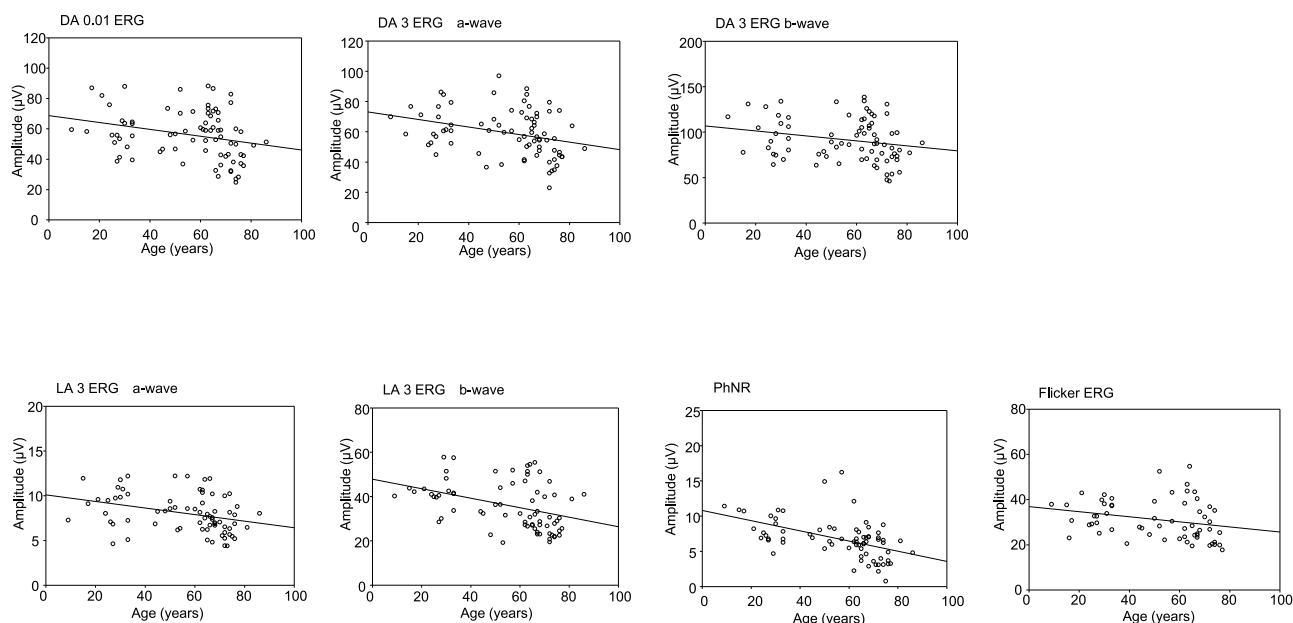 DA 0.01 ERG
120
100
80
60
40
20
0
Amplitude (μV)
0 20 40 60 80 100
Age (years)
DA 3 ERG a-wave
120
100
80
60
40
20
0
Amplitude (μV)
0 20 40 60 80 100
Age (years)
DA 3 ERG b-wave
200
150
100
50
0
Amplitude (μV)
0 20 40 60 80 100
Age (years)
LA 3 ERG a-wave
20
15
10
5
0
Amplitude (μV)
0 20 40 60 80 100
Age (years)
LA 3 ERG b-wave
80
60
40
20
0
Amplitude (μV)
0 20 40 60 80 100
Age (years)
PhNR
25
20
15
10
5
0
Amplitude (μV)
0 20 40 60 80 100
Age (years)
Flicker ERG
80
60
40
20
0
Amplitude (μV)
0 20 40 60 80 100
Age (years)